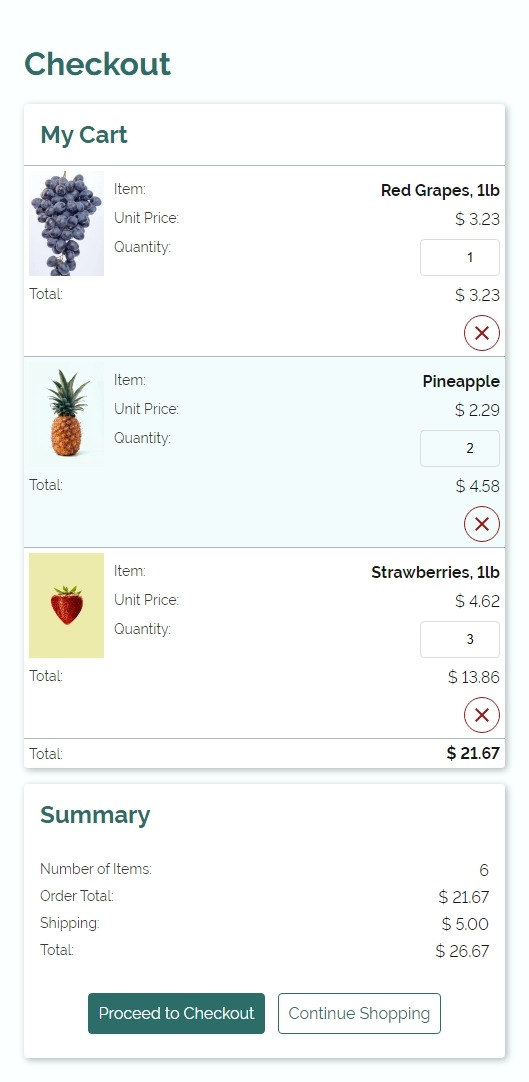 Checkout
My Cart
Item: Red Grapes, 1lb
Unit Price: $ 3.23
Quantity: 1
Total: $ 3.23
Item: Pineapple
Unit Price: $ 2.29
Quantity: 2
Total: $ 4.58
Item: Strawberries, 1lb
Unit Price: $ 4.62
Quantity: 3
Total: $ 13.86
Total: $ 21.67
Summary
Number of Items: 6
Order Total: $ 21.67
Shipping: $ 5.00
Total: $ 26.67
Proceed to Checkout Continue Shopping